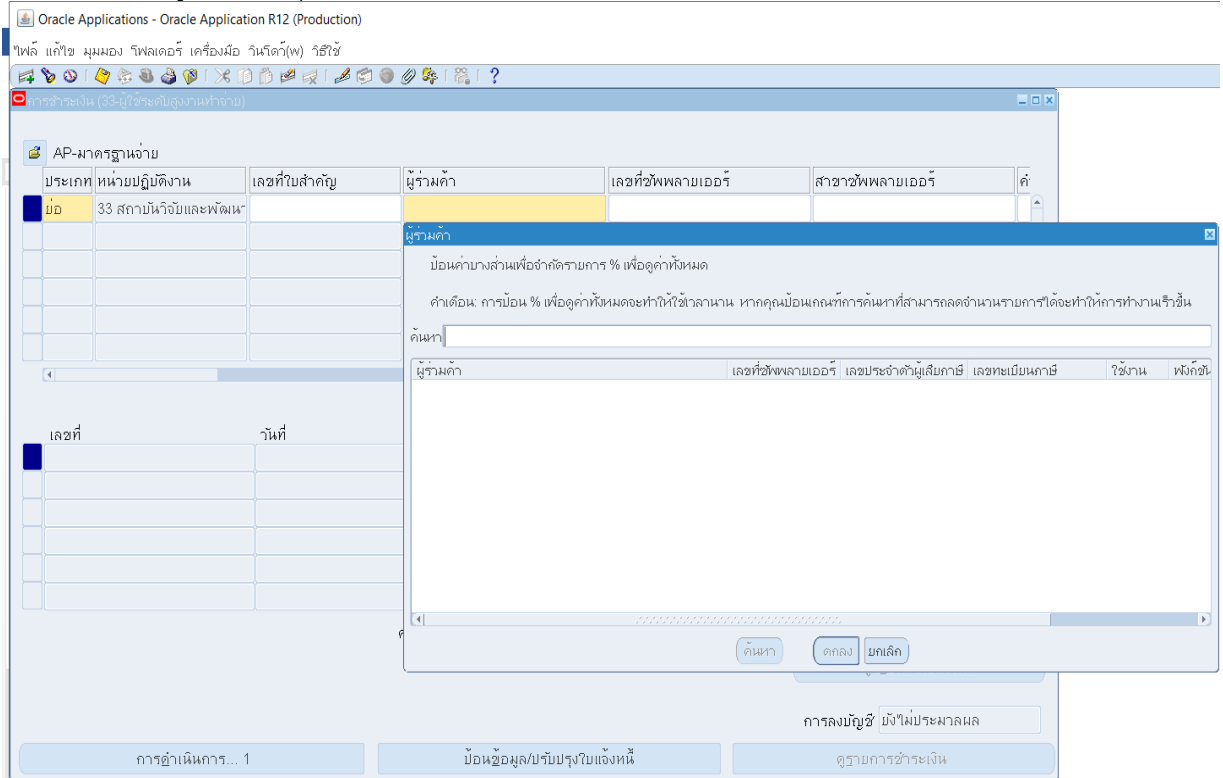 Oracle Applications - Oracle Application R12 (Production)
ไฟล์ แก้ไข มุมมอง โฟลเดอร์ เครื่องมือ วินโดว์(w) วิธีใช้
การชำระเงิน (33-ผู้ใช้ระดับสูงงานทำจ่าย)
AP-มาตรฐานจ่าย
ประเภท หน่วยปฏิบัติงาน เลขที่ใบสำคัญ ผู้ร่วมค้า เลขที่ซัพพลายเออร์ สาขาซัพพลายเออร์
ย่อ 33 สถาบันวิจัยและพัฒนา
ผู้ร่วมค้า
ป้อนค่าบางส่วนเพื่อจำกัดรายการ % เพื่อดูค่าทั้งหมด
คำเตือน: การป้อน % เพื่อดูค่าทั้งหมดจะทำให้ใช้เวลานาน หากคุณป้อนเกณฑ์การค้นหาที่สามารถลดจำนวนรายการได้จะทำให้การทำงานเร็วขึ้น
ค้นหา
ผู้ร่วมค้า เลขที่ซัพพลายเออร์ เลขประจำตัวผู้เสียภาษี เลขทะเบียนภาษี ใช้งาน ฟังก์ชัน
เลขที่ วันที่
ค้นหา ตกลง ยกเลิก
การลงบัญชี ยังไม่ประมวลผล
การดำเนินการ... 1 ป้อนข้อมูล/ปรับปรุงใบแจ้งหนี้ ดูรายการชำระเงิน